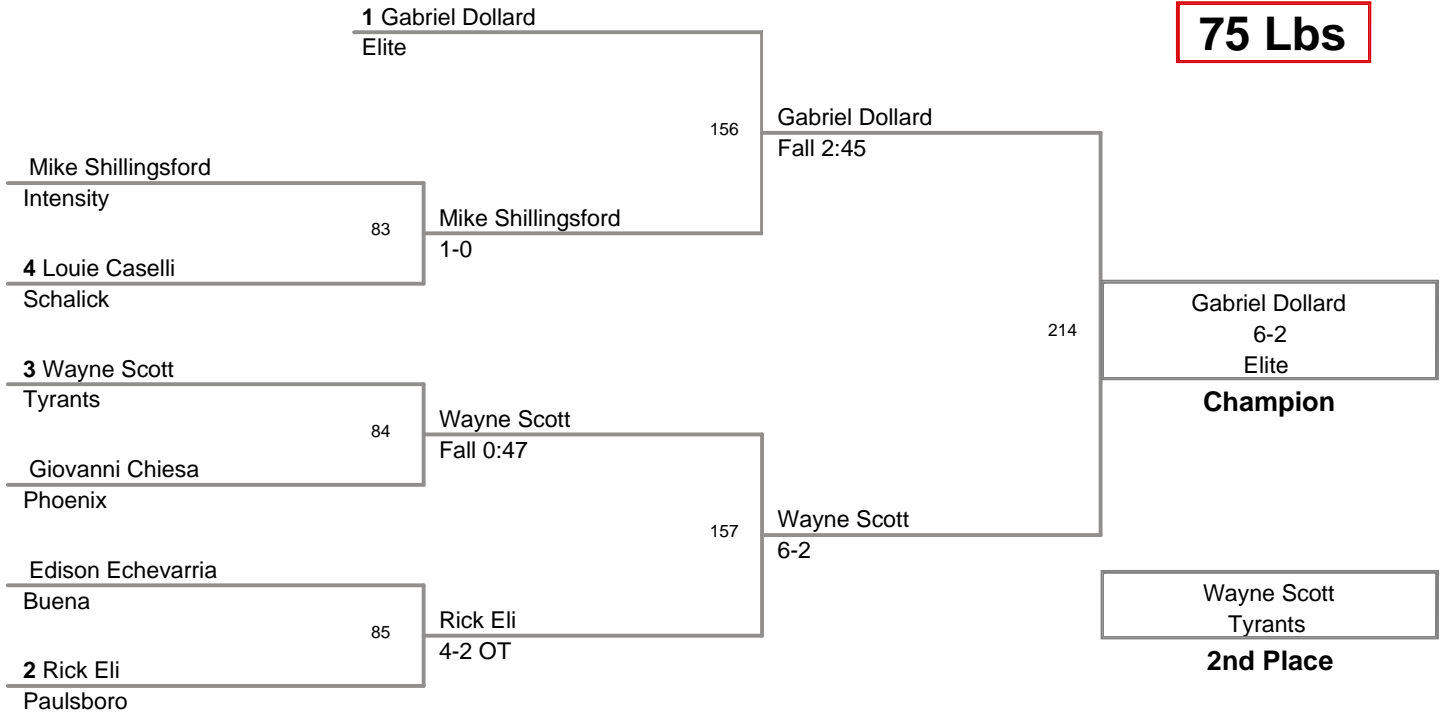 1 Gabriel Dollard
Elite
75 Lbs
156
Gabriel Dollard
Fall 2:45
Mike Shillingsford
Intensity
83
Mike Shillingsford
1-0
4 Louie Caselli
Schalick
214
Gabriel Dollard
6-2
Elite
Champion
3 Wayne Scott
Tyrants
84
Wayne Scott
Fall 0:47
Giovanni Chiesa
Phoenix
157
Wayne Scott
6-2
Edison Echevarria
Buena
85
Rick Eli
4-2 OT
2 Rick Eli
Paulsboro
Wayne Scott
Tyrants
2nd Place